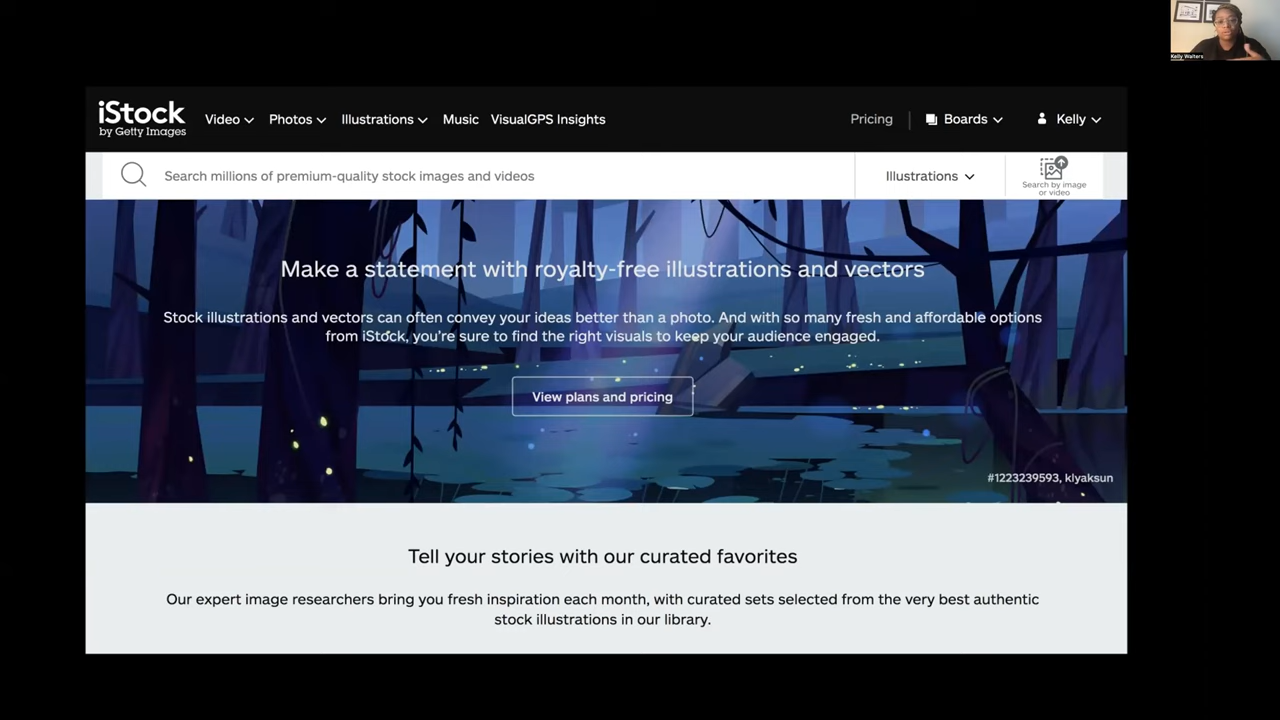 Kelly Walters
iStock
by Getty Images
Video
Photos
Illustrations
Music
VisualGPS Insights
Pricing
Boards
Kelly
Search millions of premium-quality stock images and videos
Illustrations
Search by image
or video
Make a statement with royalty-free illustrations and vectors
Stock illustrations and vectors can often convey your ideas better than a photo. And with so many fresh and affordable options
from iStock, you're sure to find the right visuals to keep your audience engaged.
View plans and pricing
#1223239593, klyaksun
Tell your stories with our curated favorites
Our expert image researchers bring you fresh inspiration each month, with curated sets selected from the very best authentic
stock illustrations in our library.